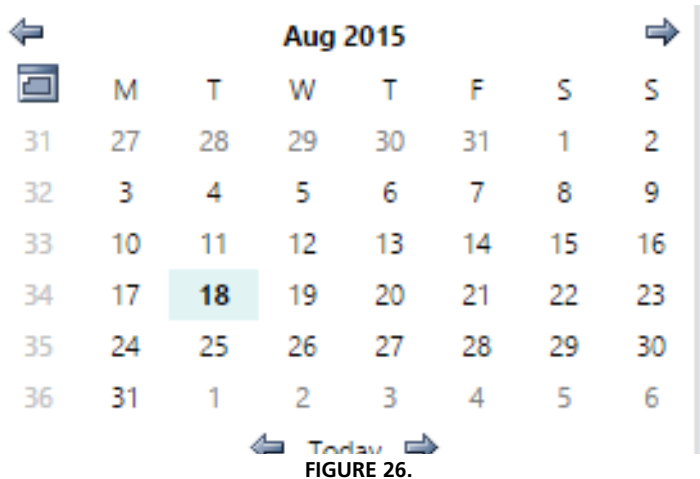 Aug 2015
M T W T F S S
31 27 28 29 30 31 1 2
32 3 4 5 6 7 8 9
33 10 11 12 13 14 15 16
34 17 18 19 20 21 22 23
35 24 25 26 27 28 29 30
36 31 1 2 3 4 5 6
Today
FIGURE 26.